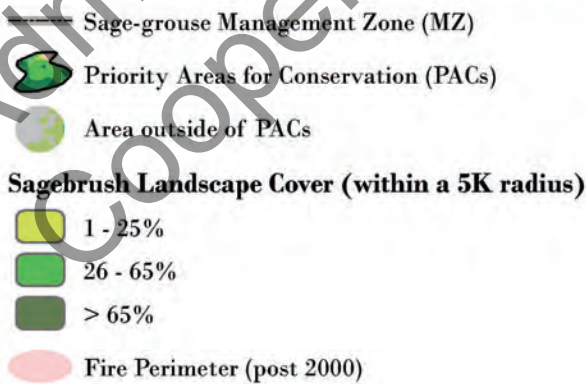 Sage-grouse Management Zone (MZ)
Priority Areas for Conservation (PACs)
Area outside of PACs
Sagebrush Landscape Cover (within a 5K radius)
1 - 25%
26 - 65%
> 65%
Fire Perimeter (post 2000)
Cooper